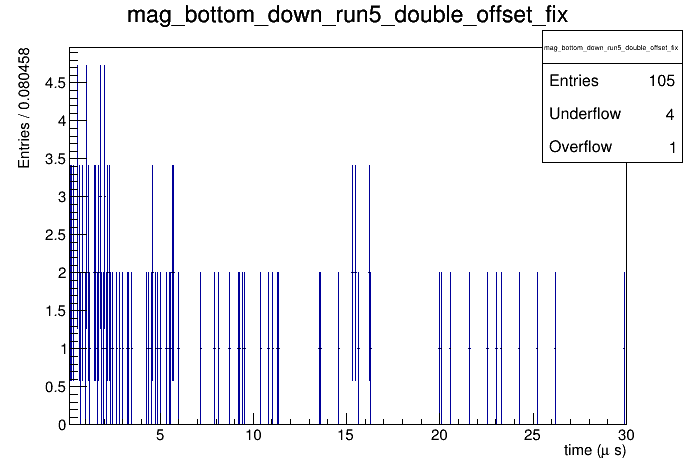 mag_bottom_down_run5_double_offset_fix
mag_bottom_down_run5_double_offset_fix
Entries 105
Underflow 4
Overflow 1
Entries / 0.080458
4.5
4
3.5
3
2.5
2
1.5
1
0.5
0
5 10 15 20 25 30
time (μ s)